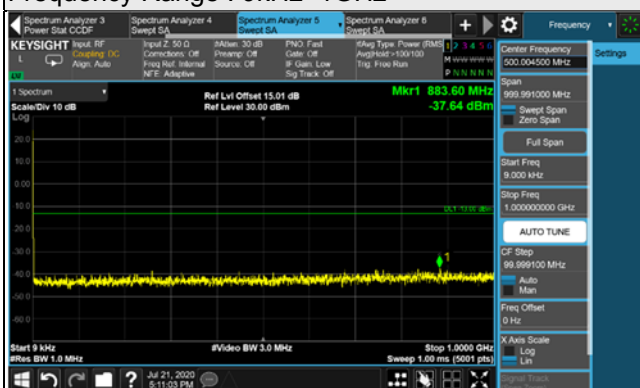 Spectrum Analyzer 3
Power Stat CCDF
Spectrum Analyzer 4
Swept SA
Spectrum Analyzer 5
Swept SA
Spectrum Analyzer 6
Swept SA
+
Frequency
KEYSIGHT
Input: RF
Coupling: DC
Align: Auto
Input Z: 50 Ω
Corrections: Off
Freq Ref: Internal
NFE: Adaptive
#Atten: 30 dB
Preamp: Off
Source: Off
PNO: Fast
Gate: Off
IF Gain: Low
Sig Track: Off
#Avg Type: Power (RMS
Avg|Hold: >100/100
Trig: Free Run
1 2 3 4 5 6
M W W W W W
P N N N N N
Center Frequency
500.004500 MHz
Settings
Span
999.991000 MHz
Swept Span
Zero Span
Full Span
Start Freq
9.000 kHz
Stop Freq
1.000000000 GHz
AUTO TUNE
CF Step
99.999100 MHz
Auto
Man
Freq Offset
0 Hz
X Axis Scale
Log
Lin
Signal Track
1 Spectrum
Scale/Div 10 dB
Log
Ref Lvl Offset 15.01 dB
Ref Level 30.00 dBm
Mkr1 883.60 MHz
-37.64 dBm
20.0
10.0
0.00
-10.0
-20.0
-30.0
-40.0
-50.0
-60.0
DL1 -13.00 dBm
1
Start 9 kHz
#Res BW 1.0 MHz
#Video BW 3.0 MHz
Stop 1.0000 GHz
Sweep 1.00 ms (5001 pts)
?
Jul 21, 2020
5:11:03 PM